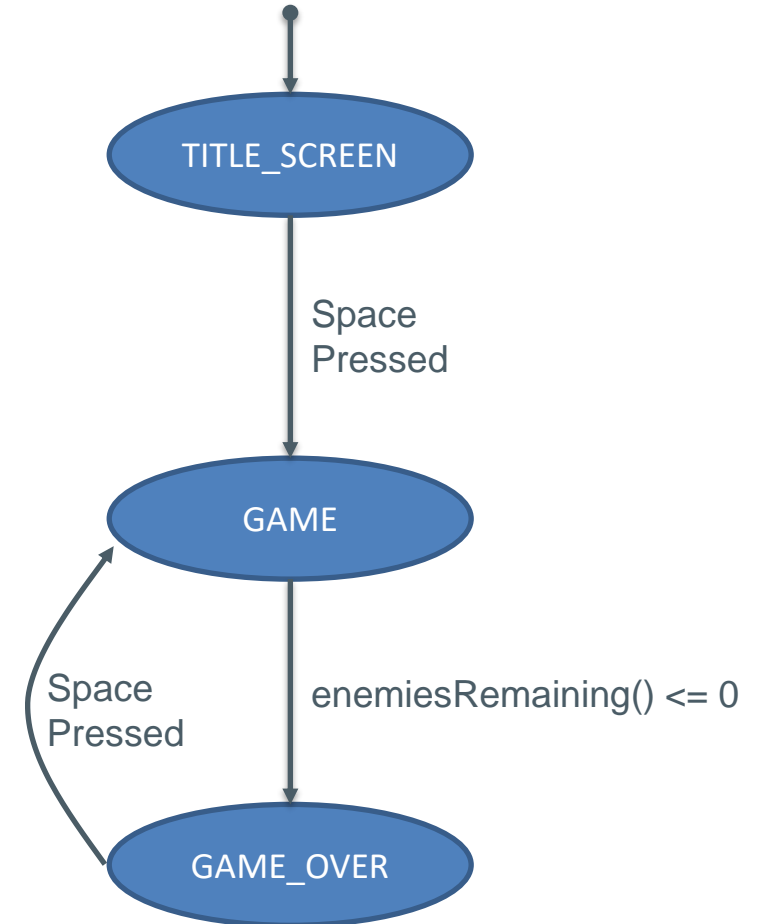 TITLE_SCREEN
Space
Pressed
GAME
Space
Pressed
enemiesRemaining() <= 0
GAME_OVER